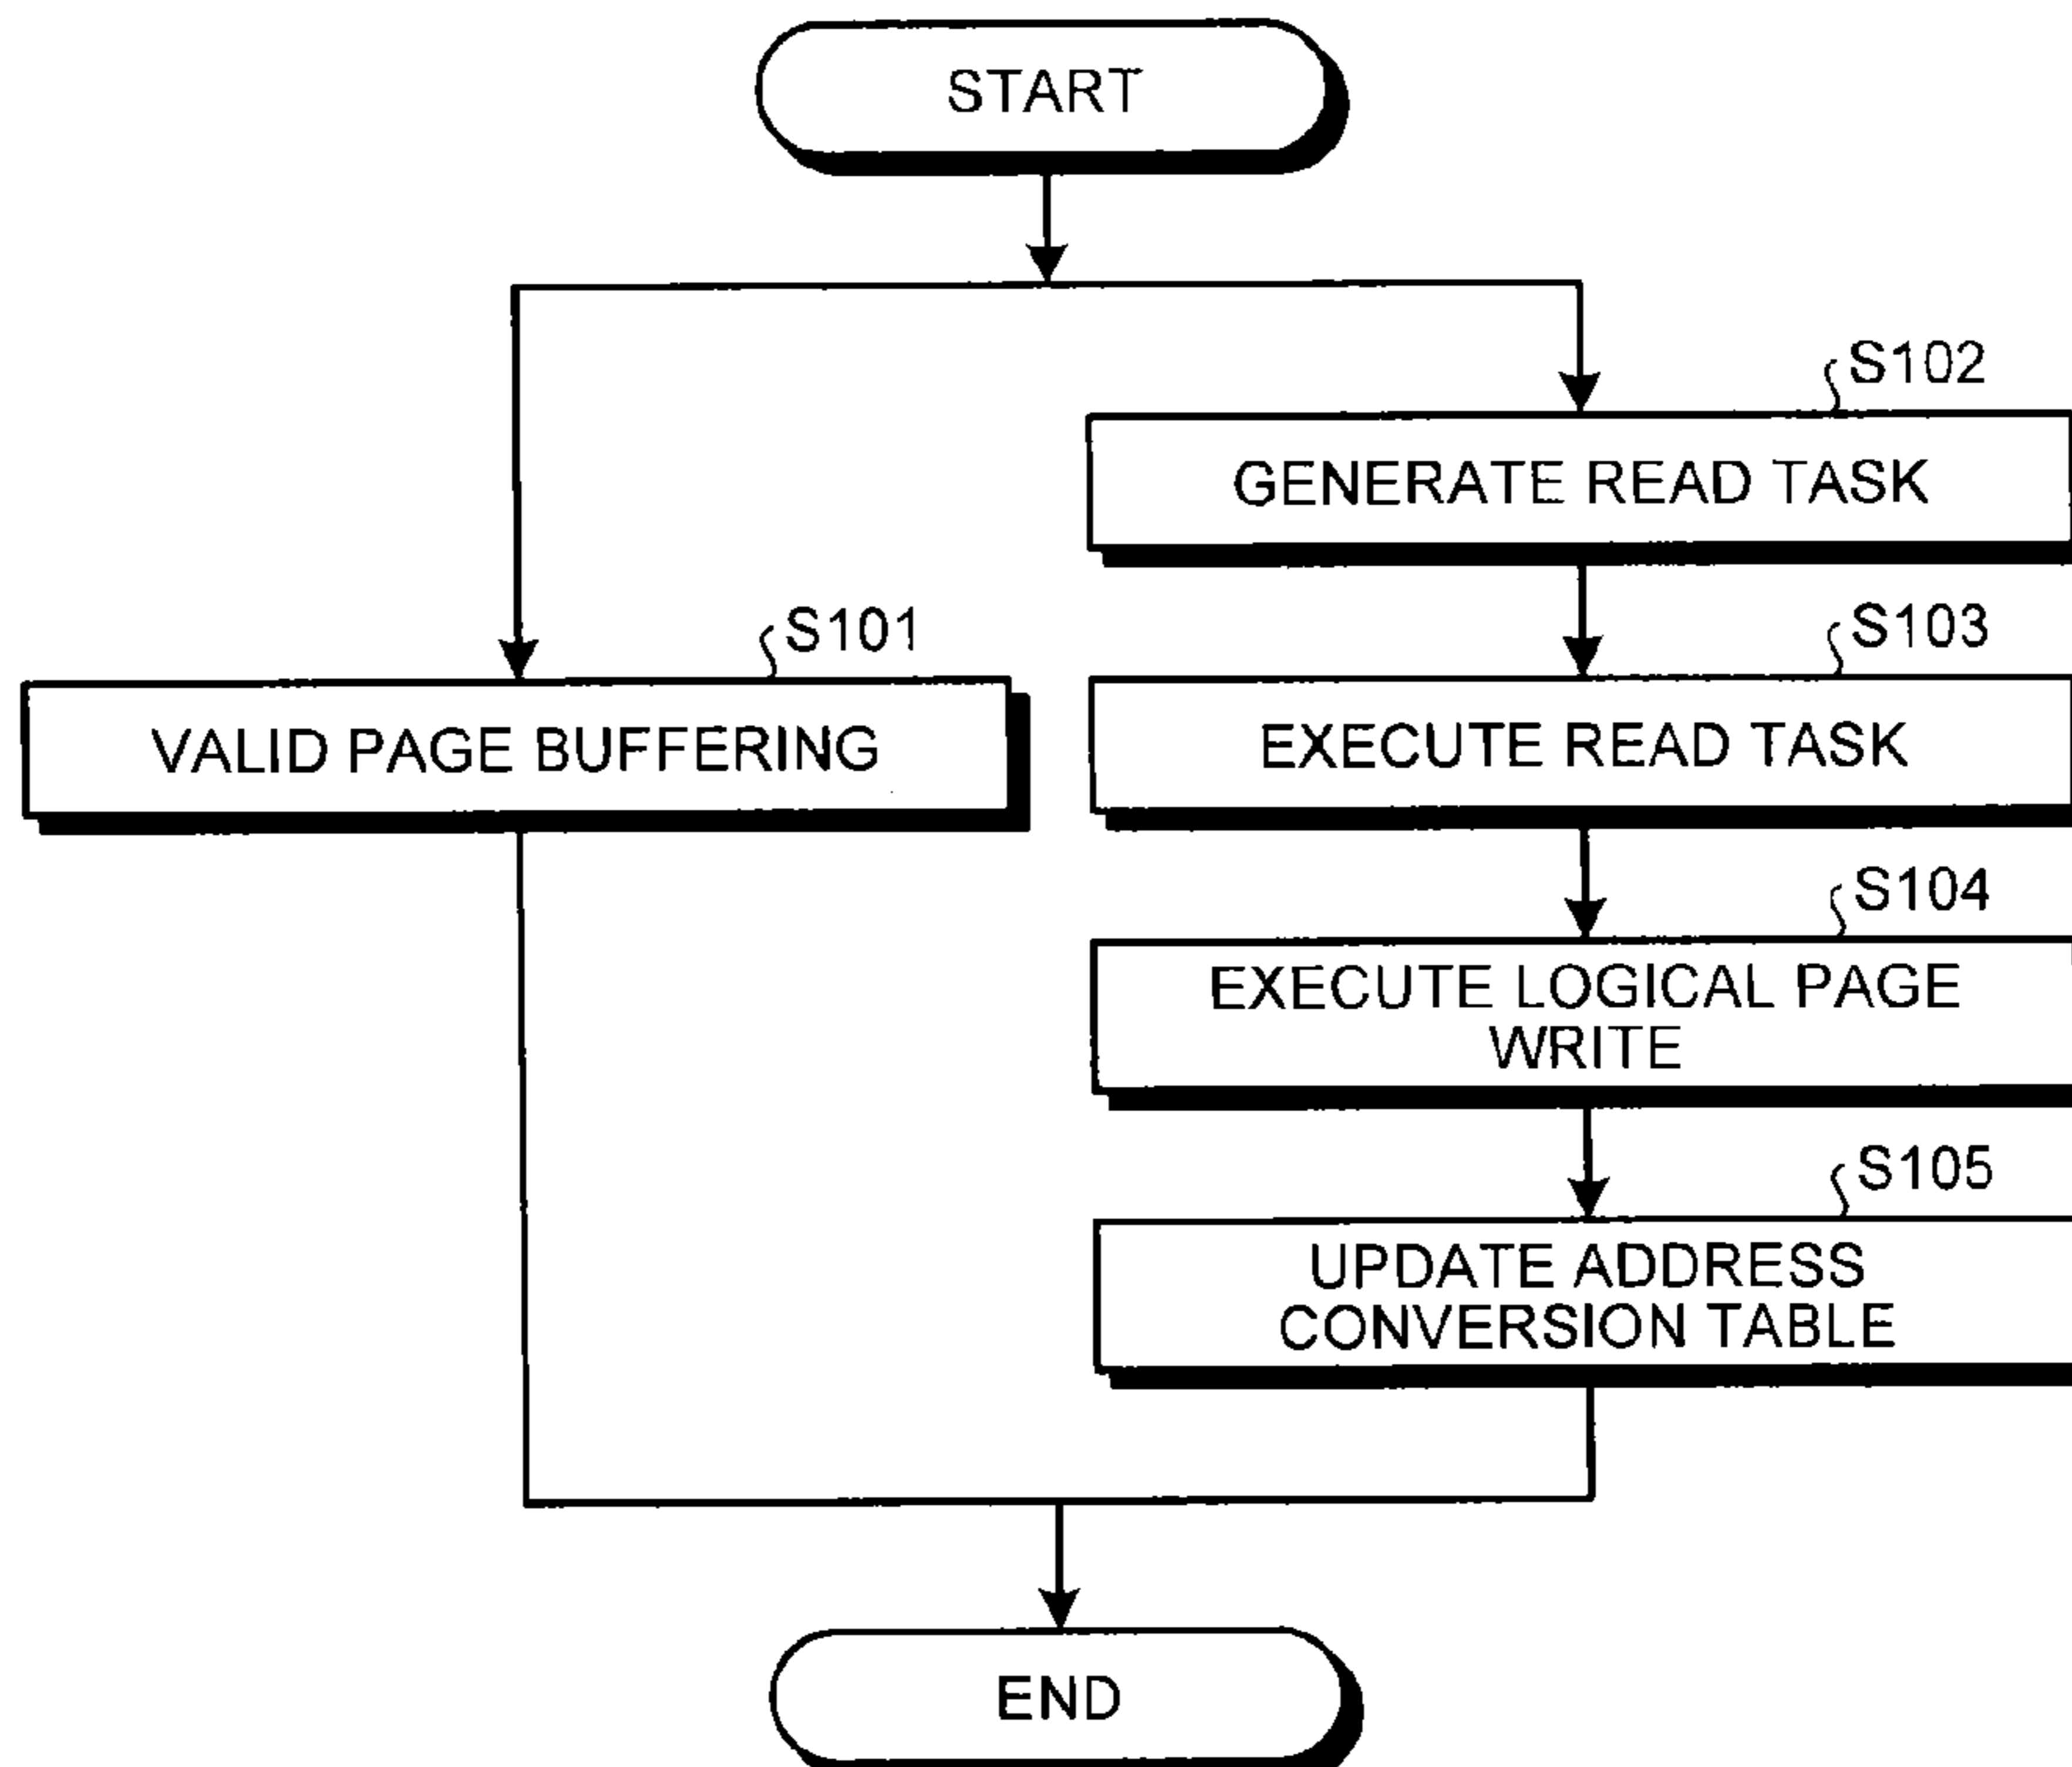 START
S102
GENERATE READ TASK
S101
S103
VALID PAGE BUFFERING
EXECUTE READ TASK
S104
EXECUTE LOGICAL PAGE
WRITE
S105
UPDATE ADDRESS
CONVERSION TABLE
END